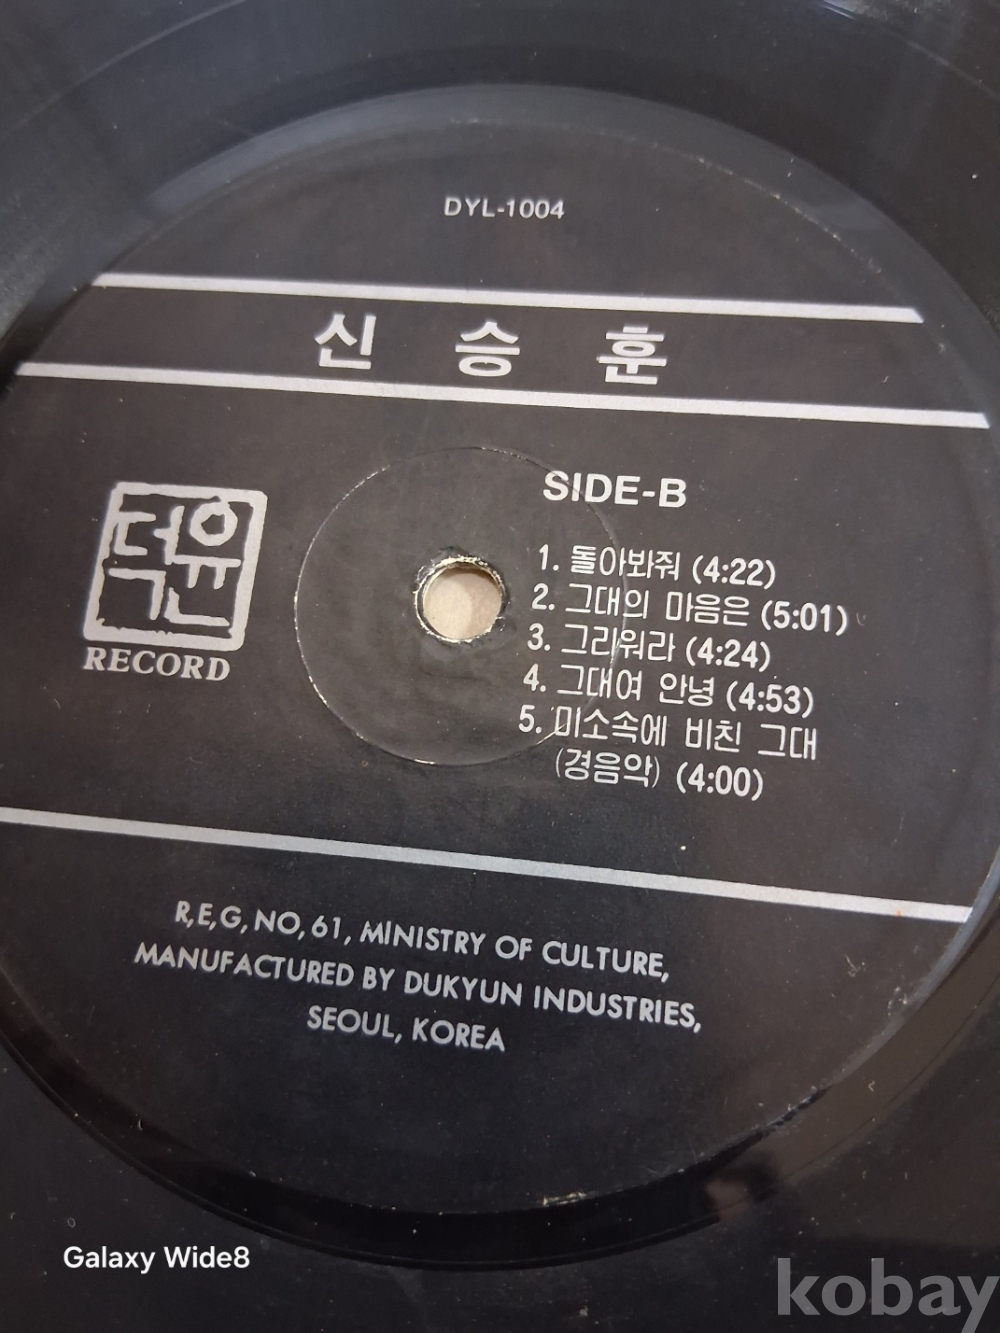 DYL-1004
신 승 훈
SIDE-B
덕윤
RECORD
1. 돌아봐줘 (4:22)
2. 그대의 마음은 (5:01)
3. 그리워라 (4:24)
4. 그대여 안녕 (4:53)
5. 미소속에 비친 그대
(경음악) (4:00)
R,E,G, NO, 61, MINISTRY OF CULTURE,
MANUFACTURED BY DUKYUN INDUSTRIES,
SEOUL, KOREA
Galaxy Wide8
kobay